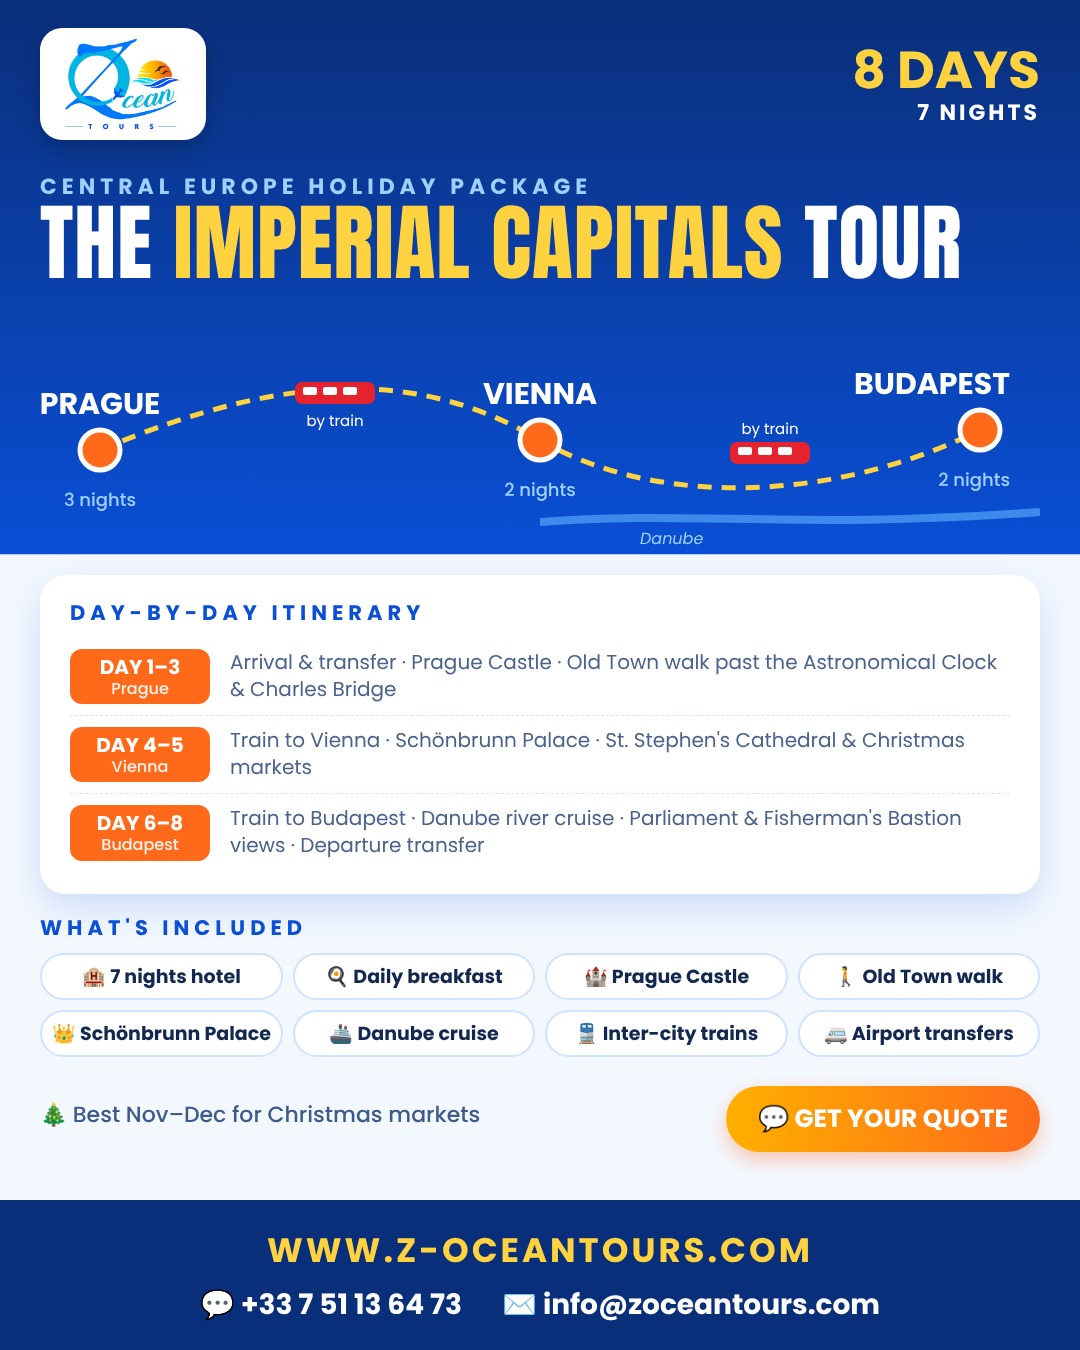 Z Ocean
TOURS
8 DAYS
7 NIGHTS
CENTRAL EUROPE HOLIDAY PACKAGE
THE IMPERIAL CAPITALS TOUR
PRAGUE
3 nights
by train
VIENNA
2 nights
by train
BUDAPEST
2 nights
Danube
DAY-BY-DAY ITINERARY
DAY 1–3
Prague
Arrival & transfer · Prague Castle · Old Town walk past the Astronomical Clock
& Charles Bridge
DAY 4–5
Vienna
Train to Vienna · Schönbrunn Palace · St. Stephen's Cathedral & Christmas
markets
DAY 6–8
Budapest
Train to Budapest · Danube river cruise · Parliament & Fisherman's Bastion
views · Departure transfer
WHAT'S INCLUDED
🏨 7 nights hotel
🍳 Daily breakfast
🏰 Prague Castle
🚶 Old Town walk
👑 Schönbrunn Palace
🚢 Danube cruise
🚆 Inter-city trains
🚐 Airport transfers
🎄 Best Nov–Dec for Christmas markets
💬 GET YOUR QUOTE
WWW.Z-OCEANTOURS.COM
💬 +33 7 51 13 64 73 ✉️ info@zoceantours.com